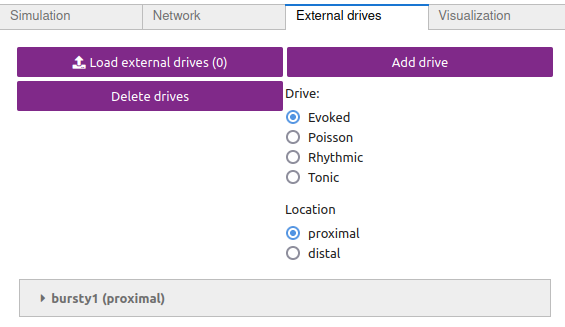 Simulation
Network
External drives
Visualization
Load external drives (0)
Add drive
Delete drives
Drive:
Evoked
Poisson
Rhythmic
Tonic
Location
proximal
distal
bursty1 (proximal)